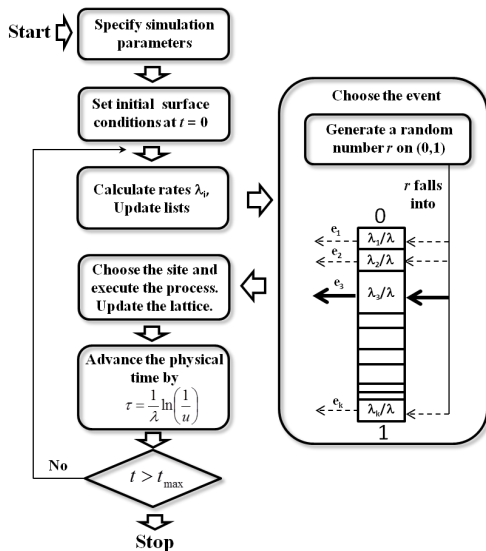 Start
Specify simulation
parameters
Set initial surface
conditions at t = 0
Calculate rates λi,
Update lists
Choose the event
Generate a random
number r on (0,1)
r falls
into
0
e1
λ1/λ
e2
λ2/λ
e3
λ3/λ
ek
λk/λ
1
Choose the site and
execute the process.
Update the lattice.
Advance the physical
time by
τ = 1/λ ln(1/u)
No
t > tmax
Stop